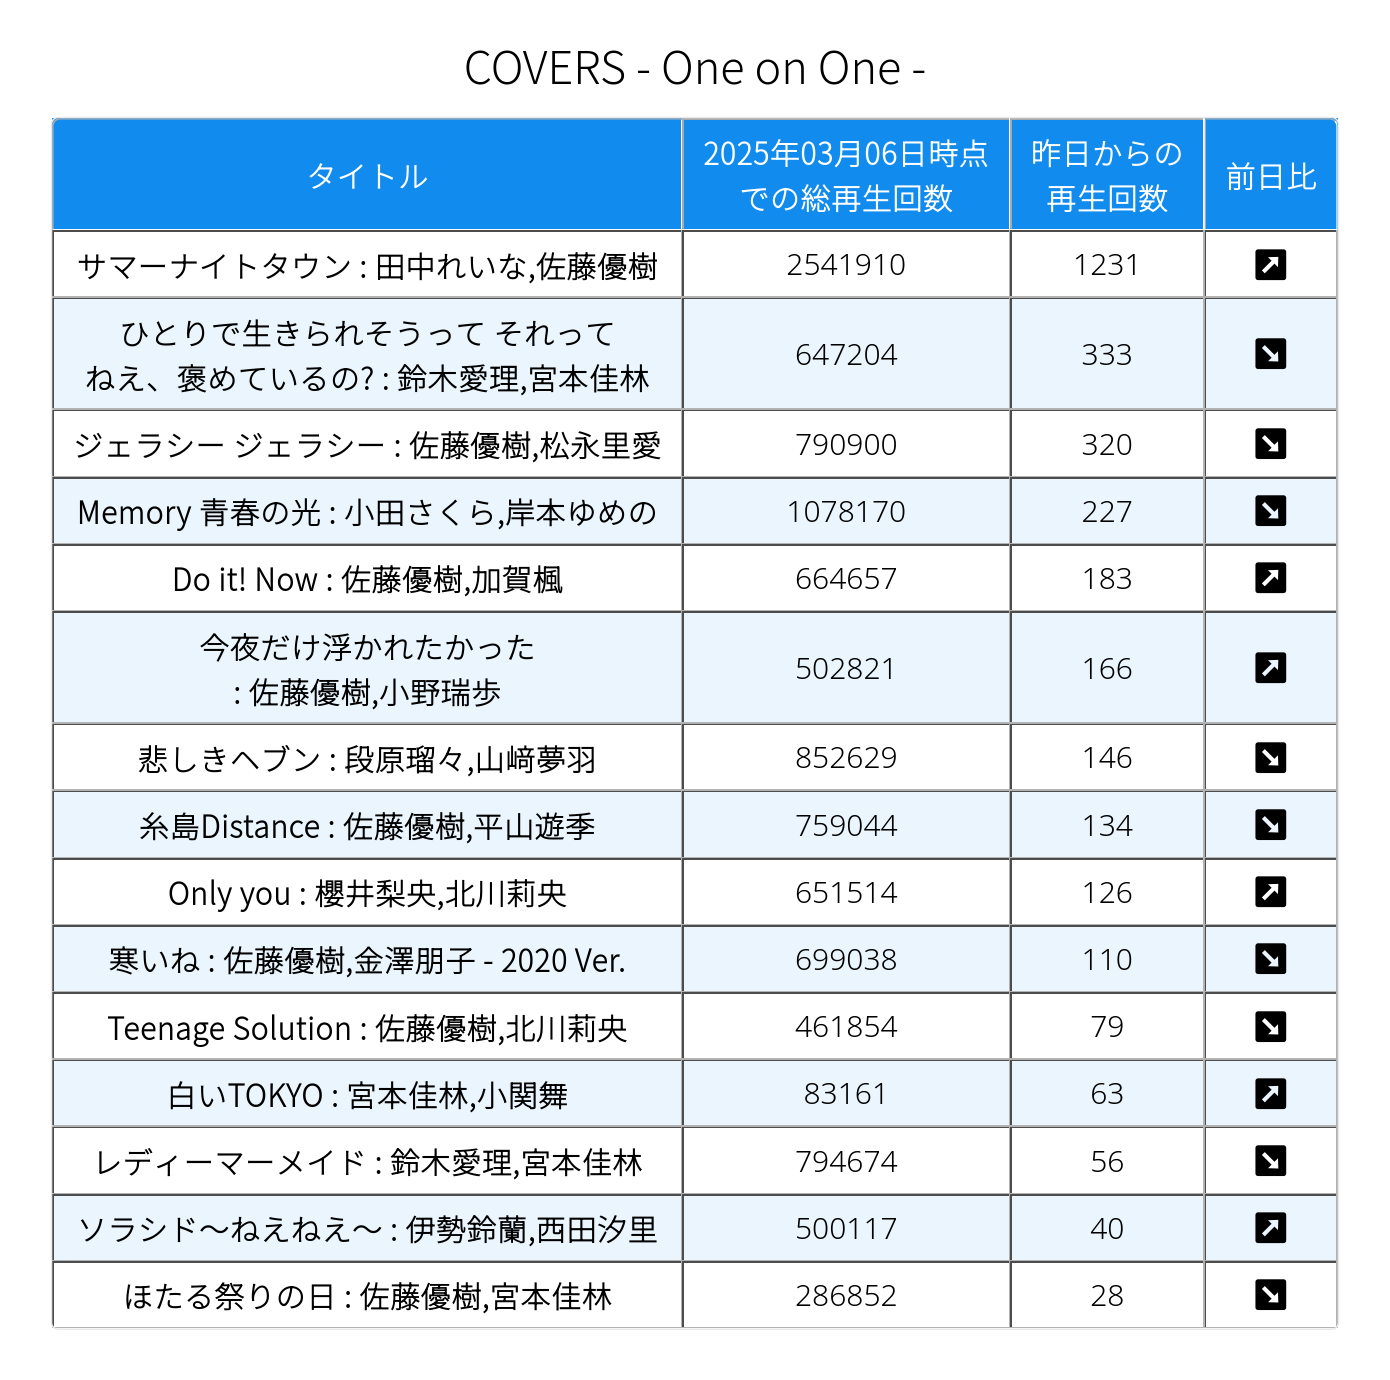 COVERS - One on One -
タイトル
2025年03月06日時点
での総再生回数
昨日からの
再生回数
前日比
サマーナイトタウン : 田中れいな,佐藤優樹 2541910 1231
ひとりで生きられそうって それって
ねえ、褒めているの? : 鈴木愛理,宮本佳林 647204 333
ジェラシー ジェラシー : 佐藤優樹,松永里愛 790900 320
Memory 青春の光 : 小田さくら,岸本ゆめの 1078170 227
Do it! Now : 佐藤優樹,加賀楓 664657 183
今夜だけ浮かれたかった
: 佐藤優樹,小野瑞歩 502821 166
悲しきヘブン : 段原瑠々,山﨑夢羽 852629 146
糸島Distance : 佐藤優樹,平山遊季 759044 134
Only you : 櫻井梨央,北川莉央 651514 126
寒いね : 佐藤優樹,金澤朋子 - 2020 Ver. 699038 110
Teenage Solution : 佐藤優樹,北川莉央 461854 79
白いTOKYO : 宮本佳林,小関舞 83161 63
レディーマーメイド : 鈴木愛理,宮本佳林 794674 56
ソラシド～ねえねえ～ : 伊勢鈴蘭,西田汐里 500117 40
ほたる祭りの日 : 佐藤優樹,宮本佳林 286852 28